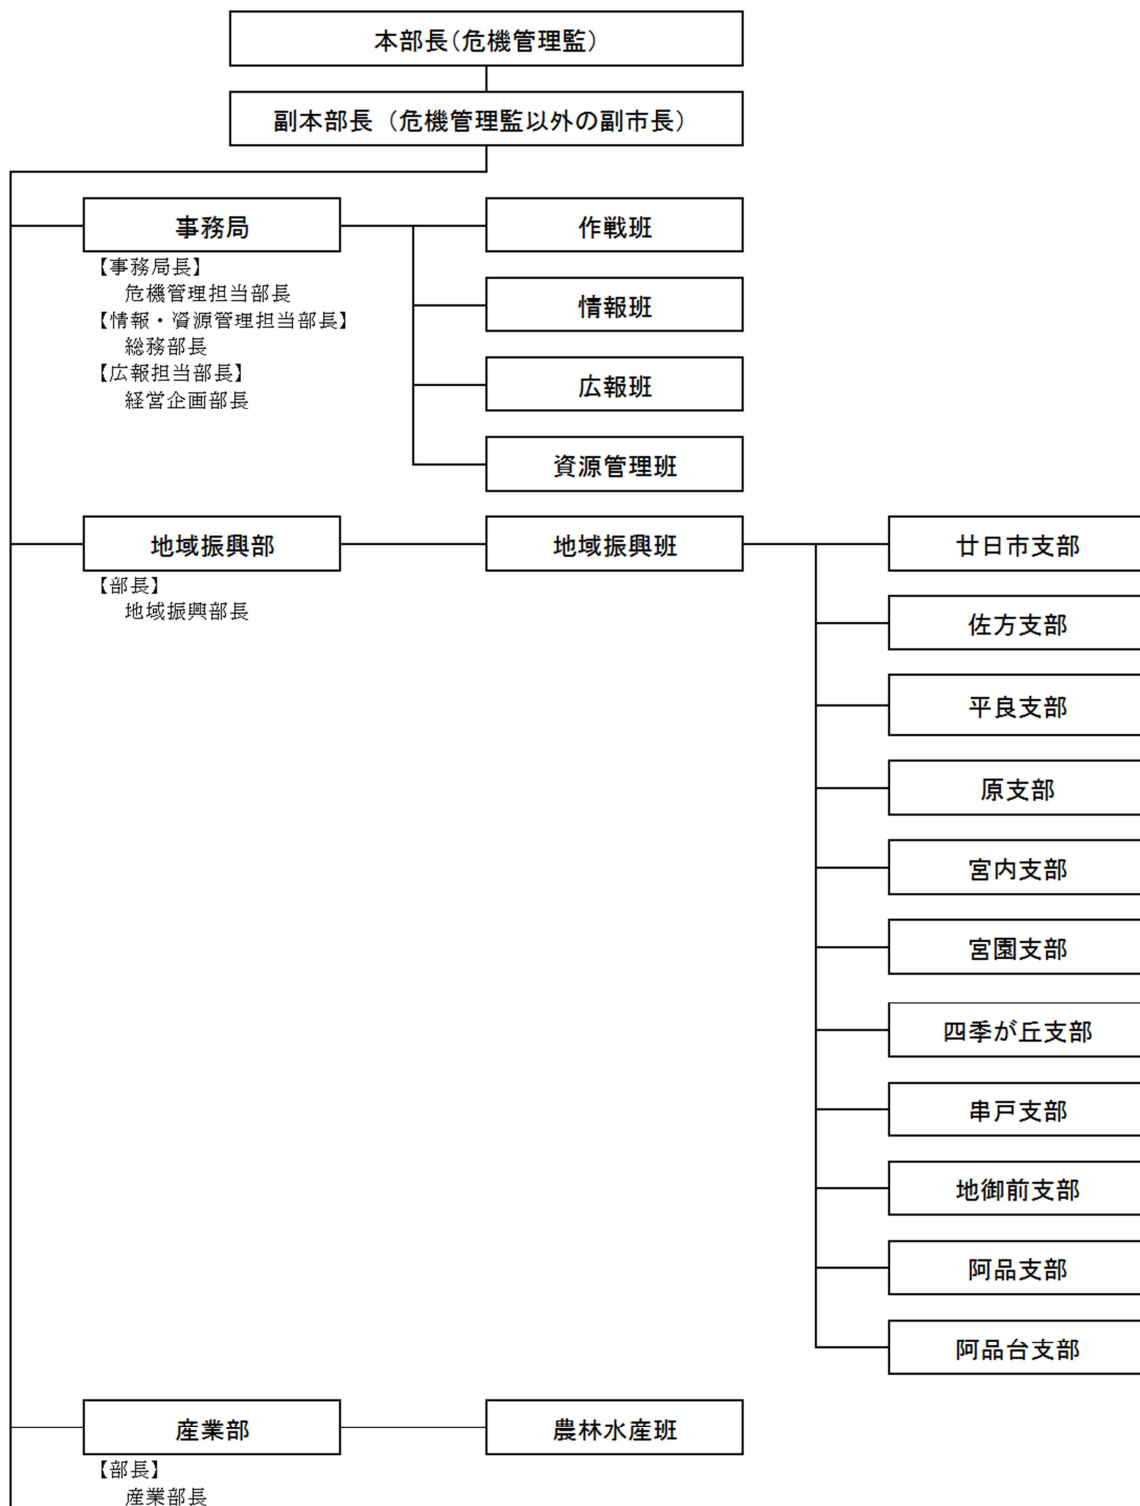 本部長（危機管理監）
副本部長（危機管理監以外の副市長）
事務局
【事務局長】
危機管理担当部長
【情報・資源管理担当部長】
総務部長
【広報担当部長】
経営企画部長
作戦班
情報班
広報班
資源管理班
地域振興部
【部長】
地域振興部長
地域振興班
廿日市支部
佐方支部
平良支部
原支部
宮内支部
宮園支部
四季が丘支部
串戸支部
地御前支部
阿品支部
阿品台支部
産業部
【部長】
産業部長
農林水産班